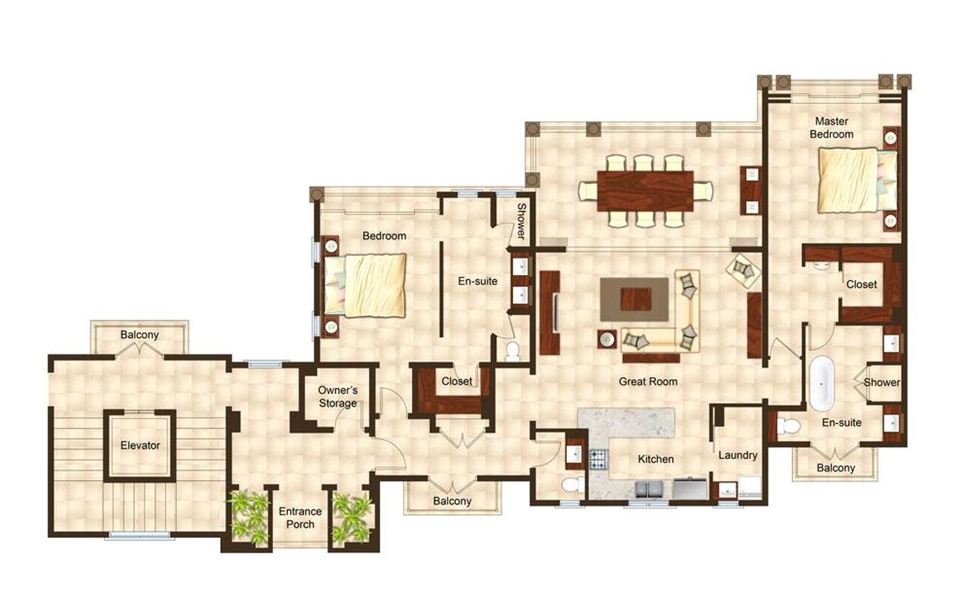 Master
Bedroom
Shower
Bedroom
En-suite
Closet
Balcony
Great Room
Closet
Shower
Owner's
Storage
En-suite
Elevator
Kitchen
Laundry
Balcony
Balcony
Entrance
Porch